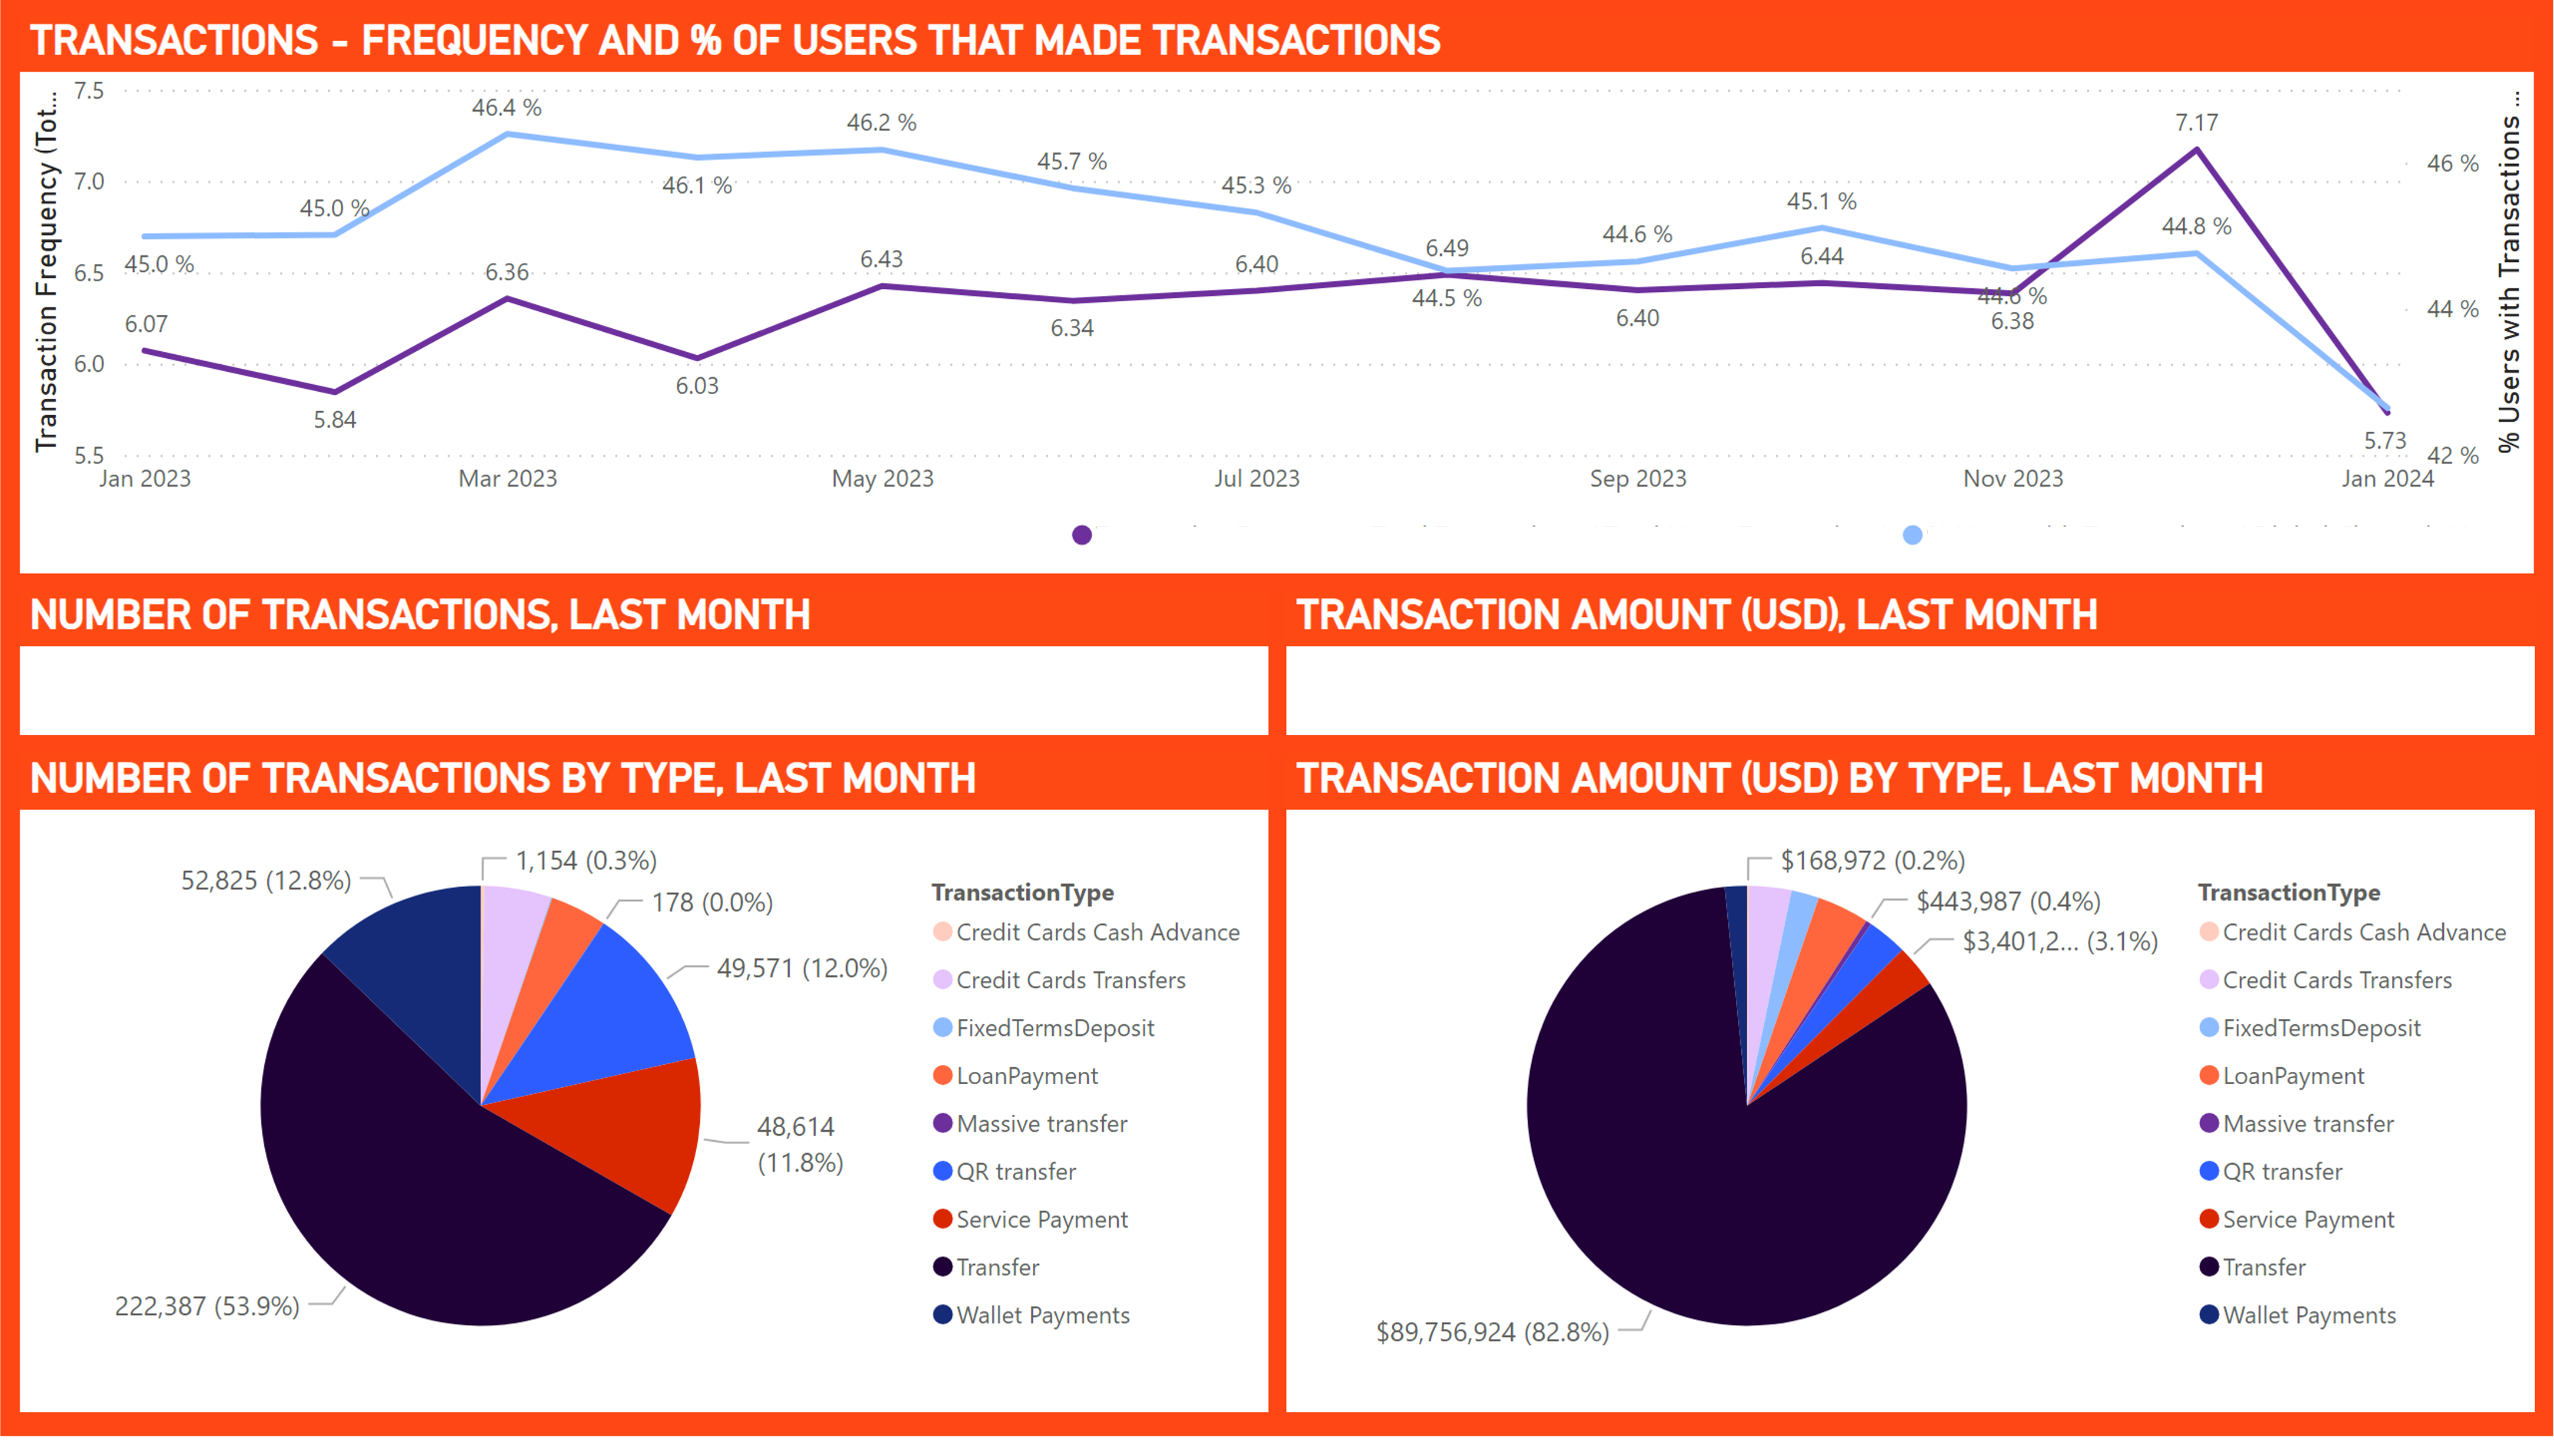 TRANSACTIONS - FREQUENCY AND % OF USERS THAT MADE TRANSACTIONS
Transaction Frequency (Tot...
7.5
7.0
6.5
6.0
5.5
46.4 %
46.2 %
7.17
45.7 %
46.1 %
45.3 %
45.0 %
45.1 %
44.8 %
44.6 %
6.49
6.44
6.43
6.40
45.0 %
6.36
44.5 %
44.6 %
6.40
6.38
6.07
6.34
6.03
5.84
5.73
46 %
44 %
42 %
% Users with Transactions ...
Jan 2023
Mar 2023
May 2023
Jul 2023
Sep 2023
Nov 2023
Jan 2024
NUMBER OF TRANSACTIONS, LAST MONTH
TRANSACTION AMOUNT (USD), LAST MONTH
NUMBER OF TRANSACTIONS BY TYPE, LAST MONTH
1,154 (0.3%)
178 (0.0%)
49,571 (12.0%)
48,614
(11.8%)
222,387 (53.9%)
52,825 (12.8%)
TransactionType
Credit Cards Cash Advance
Credit Cards Transfers
FixedTermsDeposit
LoanPayment
Massive transfer
QR transfer
Service Payment
Transfer
Wallet Payments
TRANSACTION AMOUNT (USD) BY TYPE, LAST MONTH
$168,972 (0.2%)
$443,987 (0.4%)
$3,401,2... (3.1%)
$89,756,924 (82.8%)
TransactionType
Credit Cards Cash Advance
Credit Cards Transfers
FixedTermsDeposit
LoanPayment
Massive transfer
QR transfer
Service Payment
Transfer
Wallet Payments